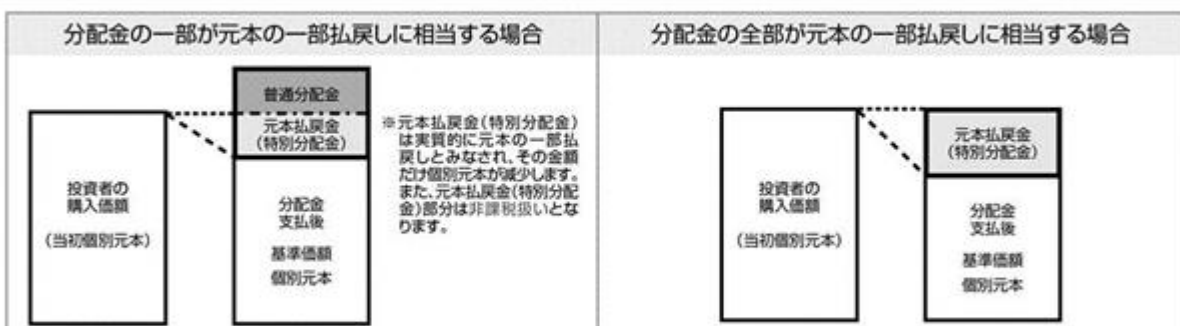 分配金の一部が元本の一部払戻しに相当する場合
普通分配金
元本払戻金
(特別分配金)
投資者の
購入価額
(当初個別元本)
分配金
支払後
基準価額
個別元本
※元本払戻金(特別分配金)
は実質的に元本の一部払
戻しとみなされ、その金額
だけ個別元本が減少します。
また、元本払戻金(特別分配
金)部分は非課税扱いとな
ります。
分配金の全部が元本の一部払戻しに相当する場合
元本払戻金
(特別分配金)
投資者の
購入価額
(当初個別元本)
分配金
支払後
基準価額
個別元本